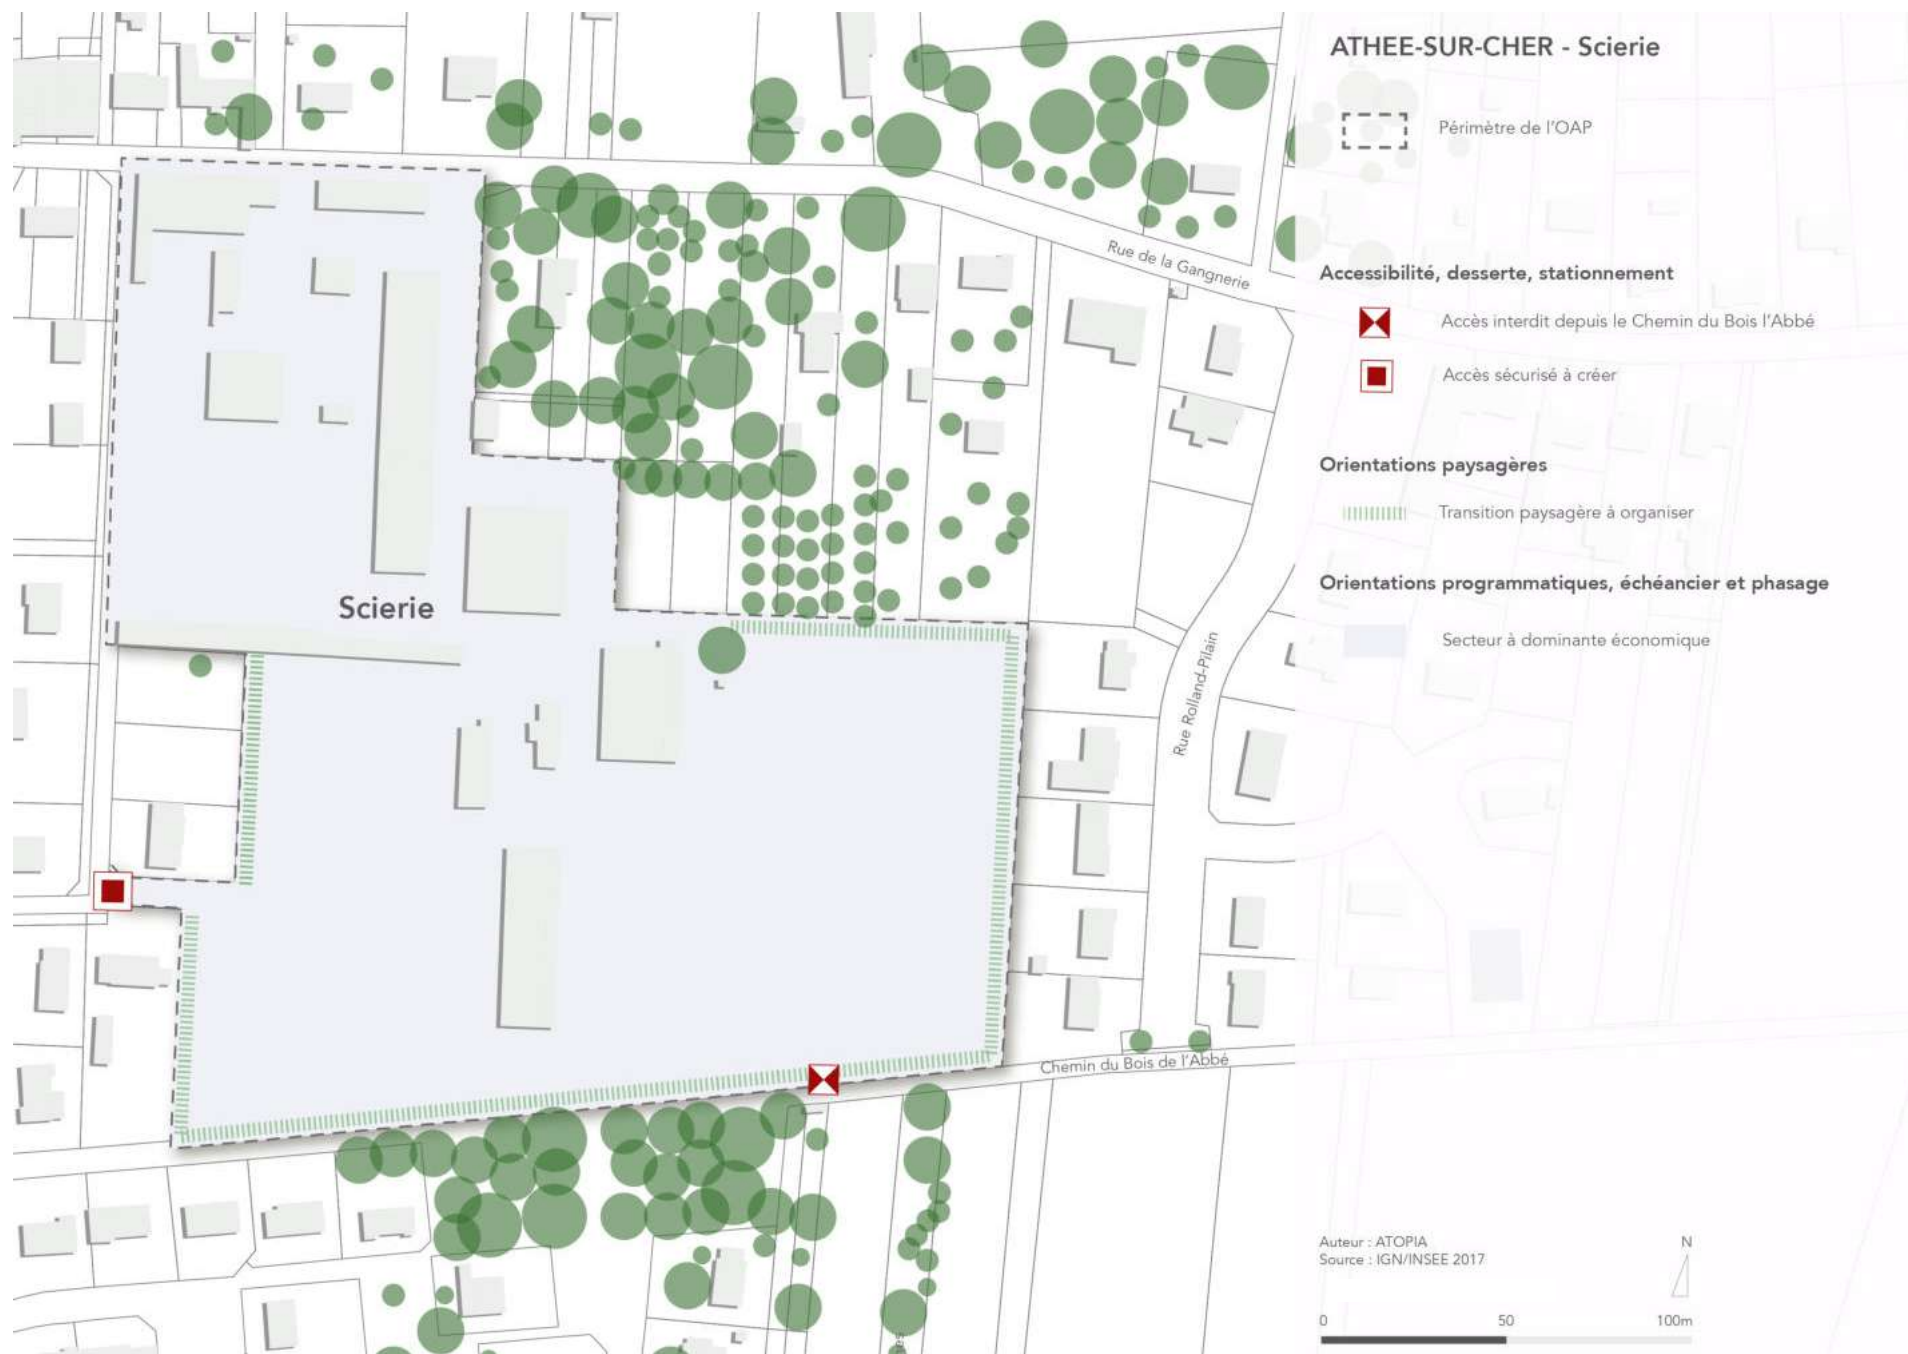 ATHEE-SUR-CHER - Scierie
Périmètre de l'OAP
Accessibilité, desserte, stationnement
Accès interdit depuis le Chemin du Bois l'Abbé
Accès sécurisé à créer
Orientations paysagères
Transition paysagère à organiser
Orientations programmatiques, échéancier et phasage
Secteur à dominante économique
Rue de la Gangnerie
Scierie
Rue Rolland-Pilain
Chemin du Bois de l'Abbé
Auteur : ATOPIA
Source : IGN/INSEE 2017
N
0 50 100m